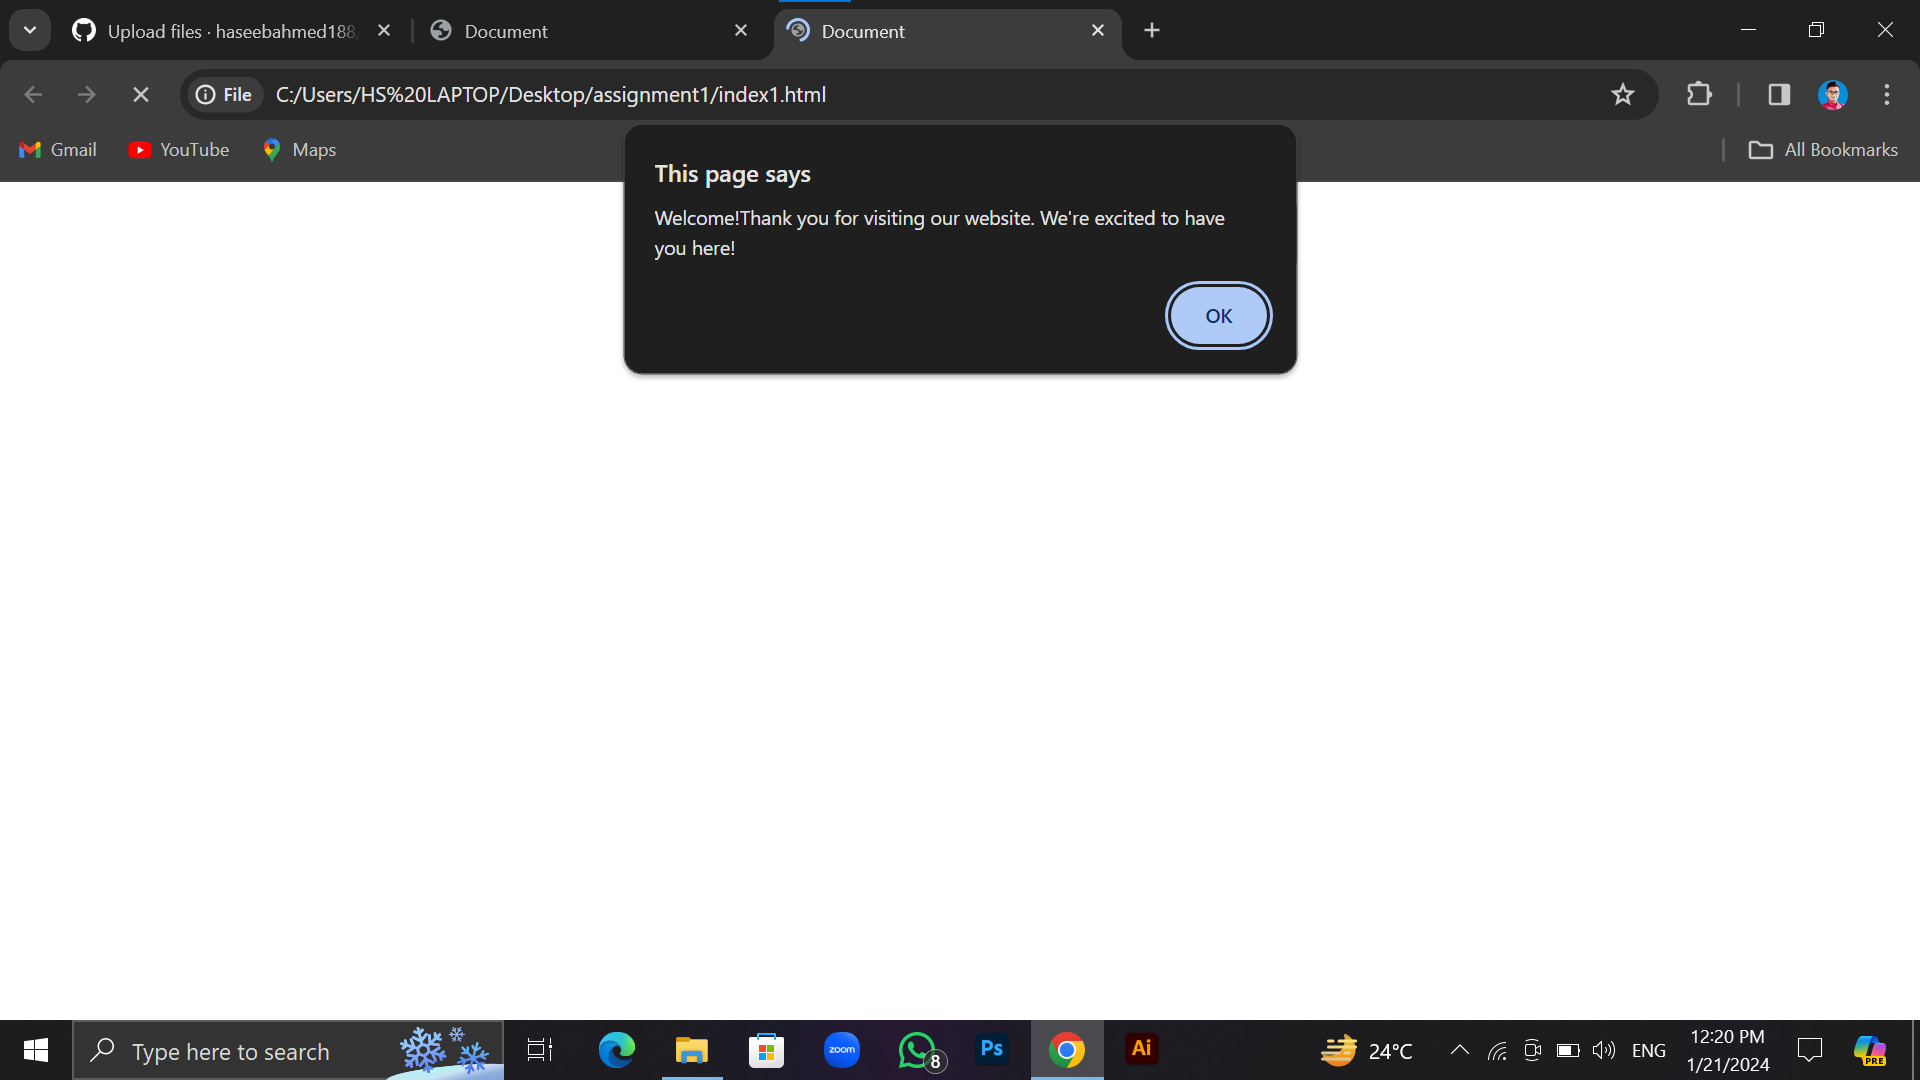 Upload files · haseebahmed188
Document
Document
File
C:/Users/HS%20LAPTOP/Desktop/assignment1/index1.html
Gmail
YouTube
Maps
All Bookmarks
This page says
Welcome!Thank you for visiting our website. We're excited to have
you here!
OK
Type here to search
zoom
8
Ps
Ai
24°C
ENG
12:20 PM
1/21/2024
PRE